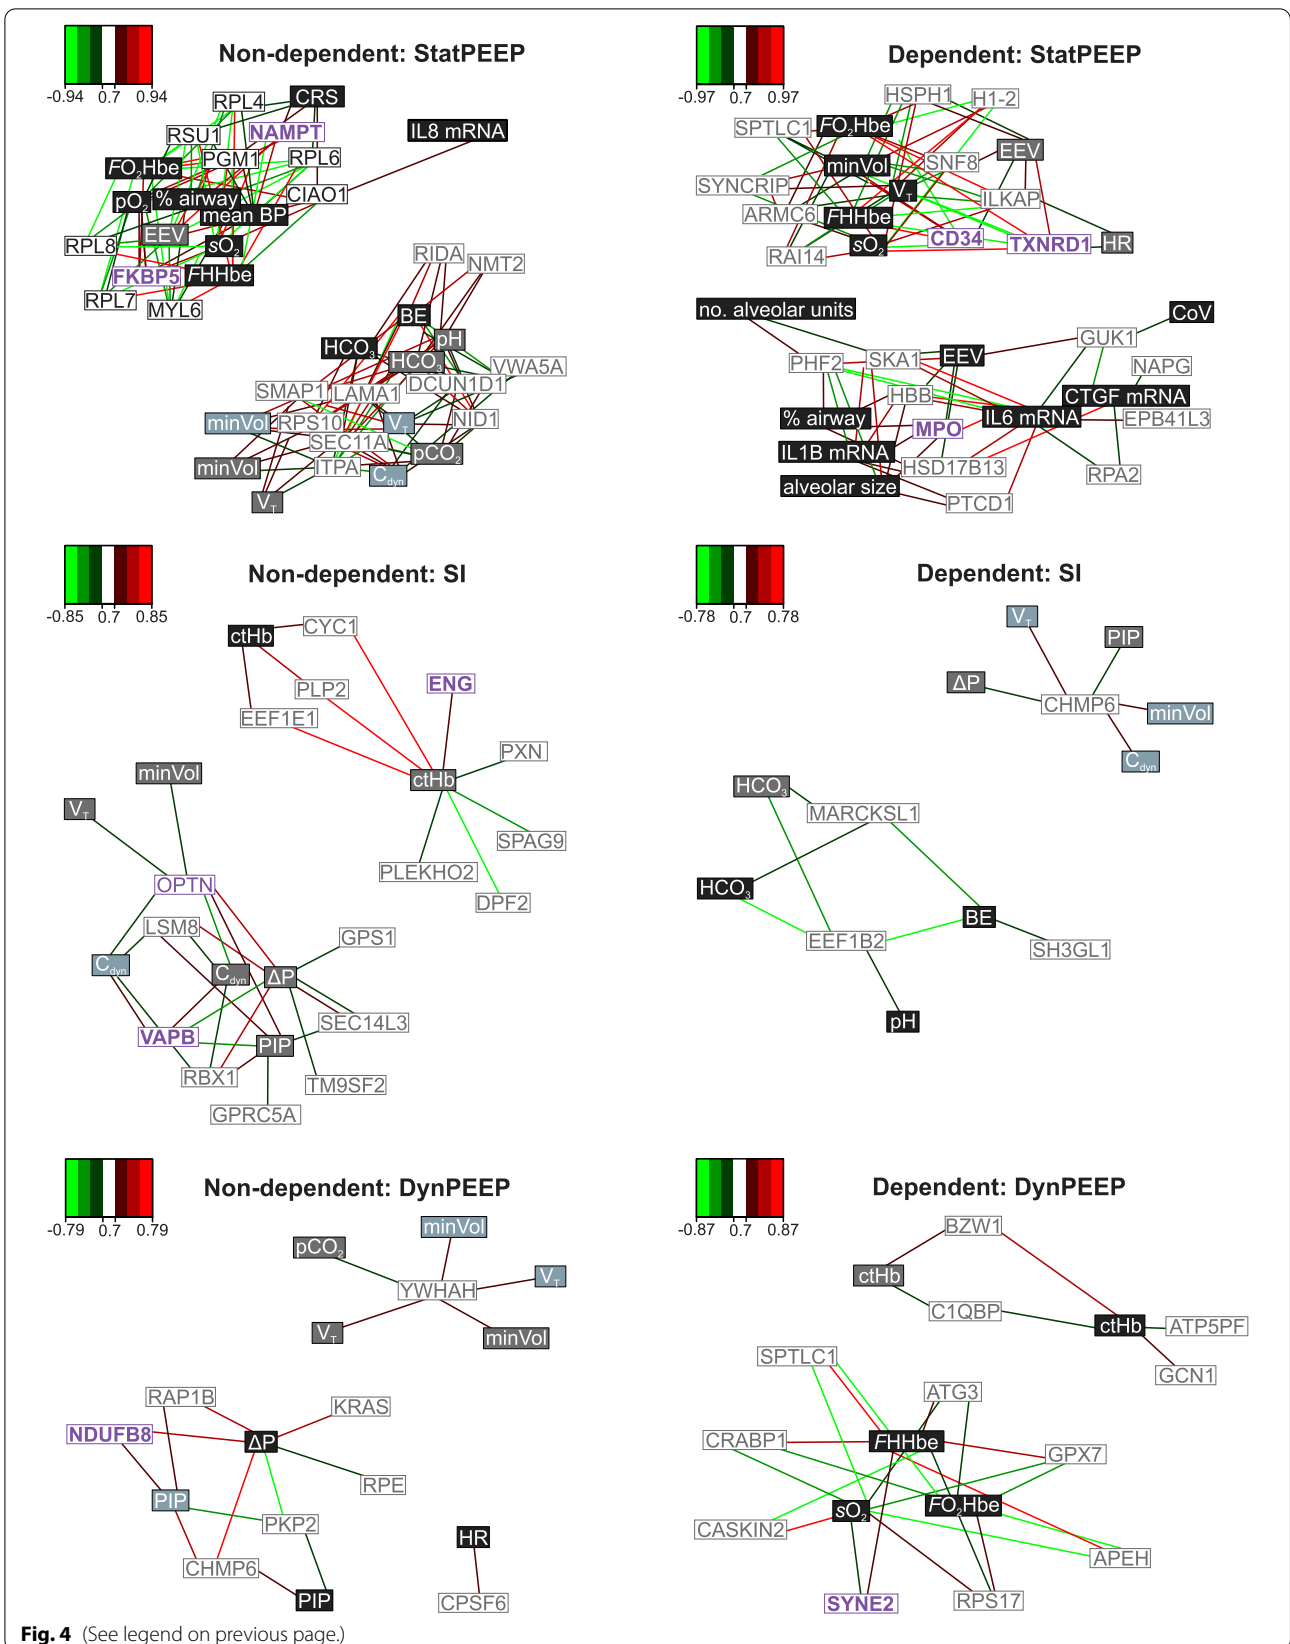 Non-dependent: StatPEEP
-0.94 0.7 0.94
RPL4
CRS
RSU1
NAMPT
IL8 mRNA
PGM1
RPL6
FO2Hbe
CIAO1
pO2
% airway
mean BP
EEV
RPL8
sO2
FKBP5
FHHbe
RPL7
MYL6
RIDA
NMT2
BE
pH
HCO3
HCO3
VWA5A
DCUN1D1
SMAP1
LAMA1
minVol
RPS10
VT
NID1
SEC11A
pCO2
minVol
ITPA
Cdyn
VT
Dependent: StatPEEP
-0.97 0.7 0.97
HSPH1
H1-2
SPTLC1
FO2Hbe
EEV
minVol
SNF8
SYNCRIP
VT
ILKAP
ARMC6
FHHbe
CD34
TXNRD1
HR
sO2
RAI14
no. alveolar units
CoV
GUK1
PHF2
SKA1
EEV
NAPG
HBB
CTGF mRNA
% airway
MPO
IL6 mRNA
EPB41L3
IL1B mRNA
HSD17B13
RPA2
alveolar size
PTCD1
Non-dependent: SI
-0.85 0.7 0.85
ctHb
CYC1
PLP2
ENG
EEF1E1
PXN
ctHb
minVol
VT
SPAG9
PLEKHO2
DPF2
OPTN
LSM8
GPS1
Cdyn
Cdyn
ΔP
SEC14L3
VAPB
PIP
RBX1
TM9SF2
GPRC5A
Dependent: SI
-0.78 0.7 0.78
VT
PIP
ΔP
CHMP6
minVol
Cdyn
HCO3
MARCKSL1
HCO3
BE
EEF1B2
SH3GL1
pH
Non-dependent: DynPEEP
-0.79 0.7 0.79
minVol
pCO2
YWHAH
VT
VT
minVol
RAP1B
KRAS
NDUFB8
ΔP
RPE
PIP
PKP2
HR
CHMP6
PIP
CPSF6
Dependent: DynPEEP
-0.87 0.7 0.87
BZW1
ctHb
C1QBP
ctHb
ATP5PF
SPTLC1
GCN1
ATG3
CRABP1
FHHbe
GPX7
sO2
FO2Hbe
CASKIN2
APEH
SYNE2
RPS17
Fig. 4 (See legend on previous page.)